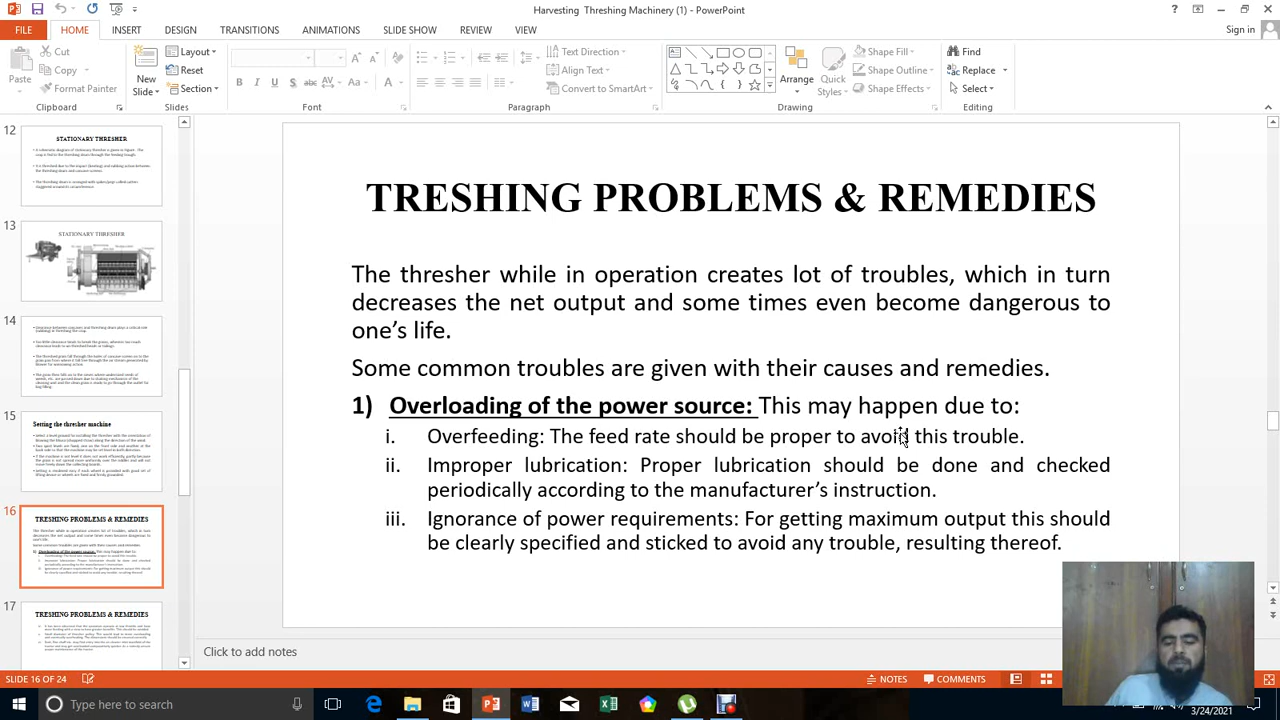 Harvesting Threshing Machinery (1) - PowerPoint
FILE HOME INSERT DESIGN TRANSITIONS ANIMATIONS SLIDE SHOW REVIEW VIEW Sign in
Paste Cut Copy Format Painter
Clipboard
New Slide Layout Reset Section
Slides
Font
Text Direction Align Text Convert to SmartArt
Paragraph
Arrange Quick Styles Shape Fill Shape Outline Shape Effects
Drawing
Find Replace Select
Editing
12
STATIONARY THRESHER
13
STATIONARY THRESHER
14
15
Setting the thresher machine
16
TRESHING PROBLEMS & REMEDIES
17
TRESHING PROBLEMS & REMEDIES
TRESHING PROBLEMS & REMEDIES
The thresher while in operation creates lot of troubles, which in turn
decreases the net output and some times even become dangerous to
one's life.
Some common troubles are given with their causes and remedies.
1) Overloading of the power source: This may happen due to:
i. Overfeeding: The feed rate should be proper to avoid this trouble.
ii. Improper lubrication: Proper lubrication should be done and checked
periodically according to the manufacturer's instruction.
iii. Ignorance of power requirements: For getting maximum output this should
be clearly specified and sticked to avoid any trouble, resulting thereof.
Click to add notes
SLIDE 16 OF 24 NOTES COMMENTS
Type here to search
3/24/2021